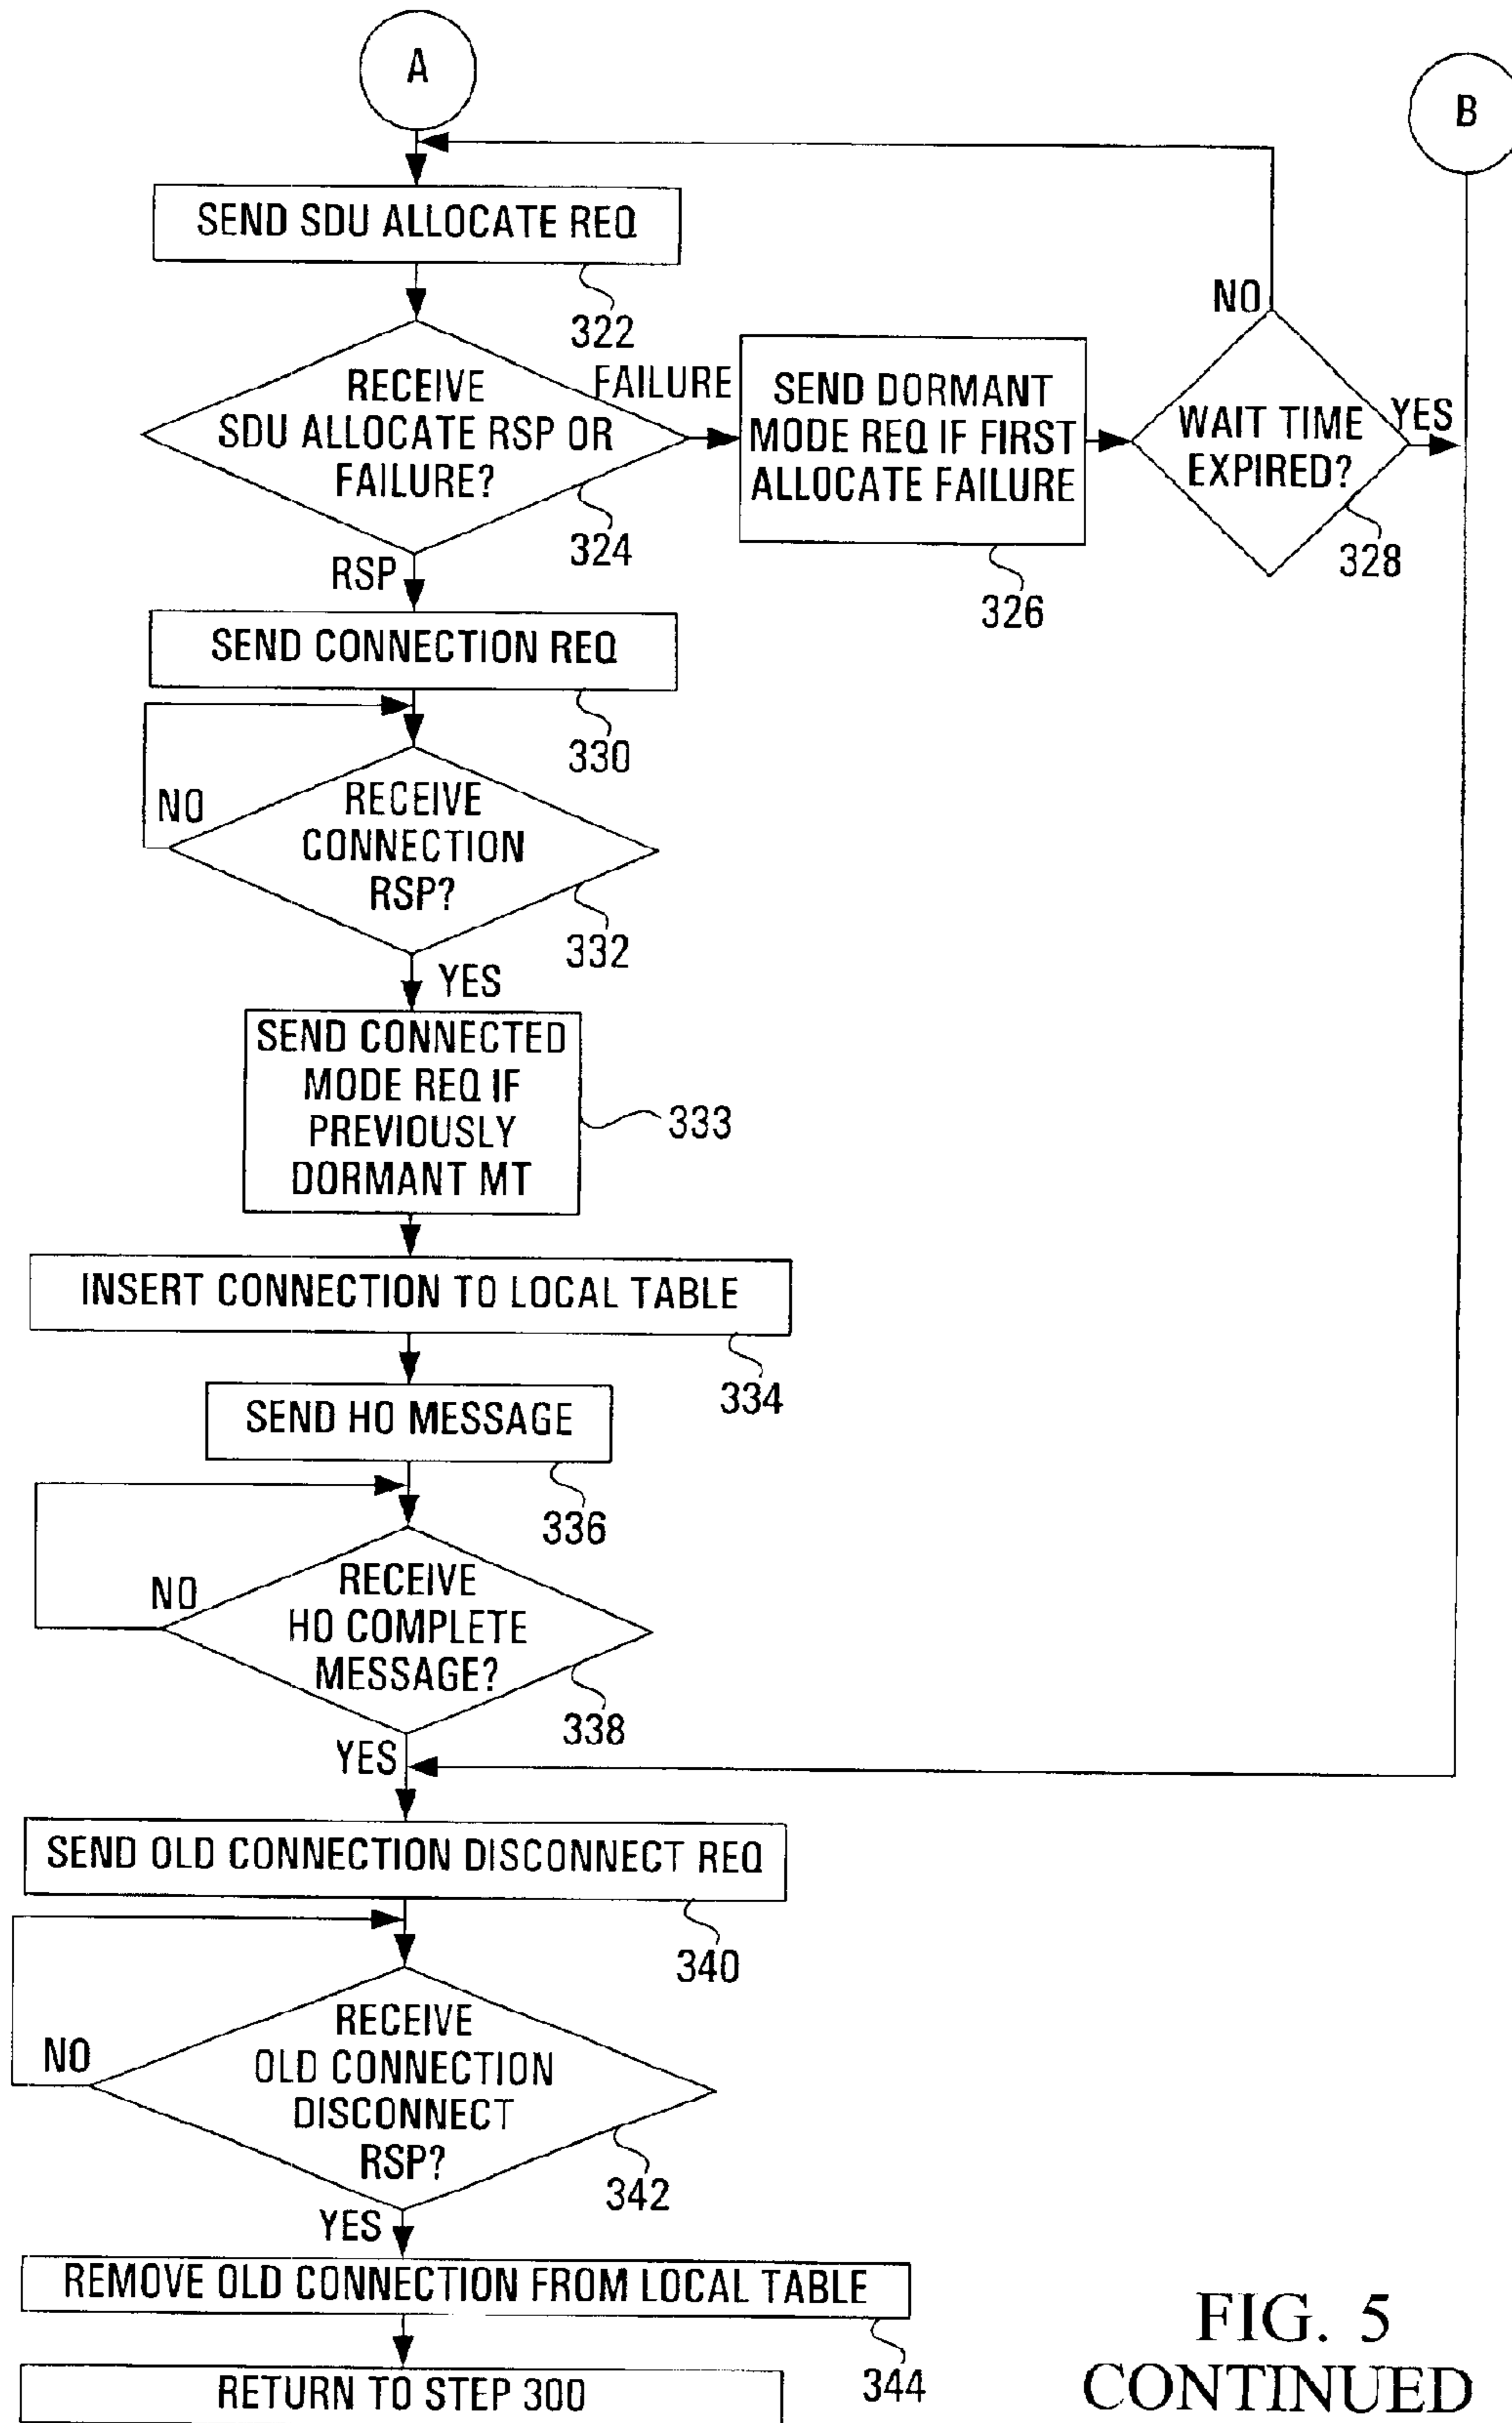 A
B
SEND SDU ALLOCATE REQ
322
RECEIVE
SDU ALLOCATE RSP OR
FAILURE?
324
FAILURE
SEND DORMANT
MODE REQ IF FIRST
ALLOCATE FAILURE
326
NO
WAIT TIME
EXPIRED?
YES
328
RSP
SEND CONNECTION REQ
330
NO
RECEIVE
CONNECTION
RSP?
332
YES
SEND CONNECTED
MODE REQ IF
PREVIOUSLY
DORMANT MT
333
INSERT CONNECTION TO LOCAL TABLE
334
SEND HO MESSAGE
336
NO
RECEIVE
HO COMPLETE
MESSAGE?
338
YES
SEND OLD CONNECTION DISCONNECT REQ
340
NO
RECEIVE
OLD CONNECTION
DISCONNECT
RSP?
342
YES
REMOVE OLD CONNECTION FROM LOCAL TABLE
344
RETURN TO STEP 300
FIG. 5
CONTINUED